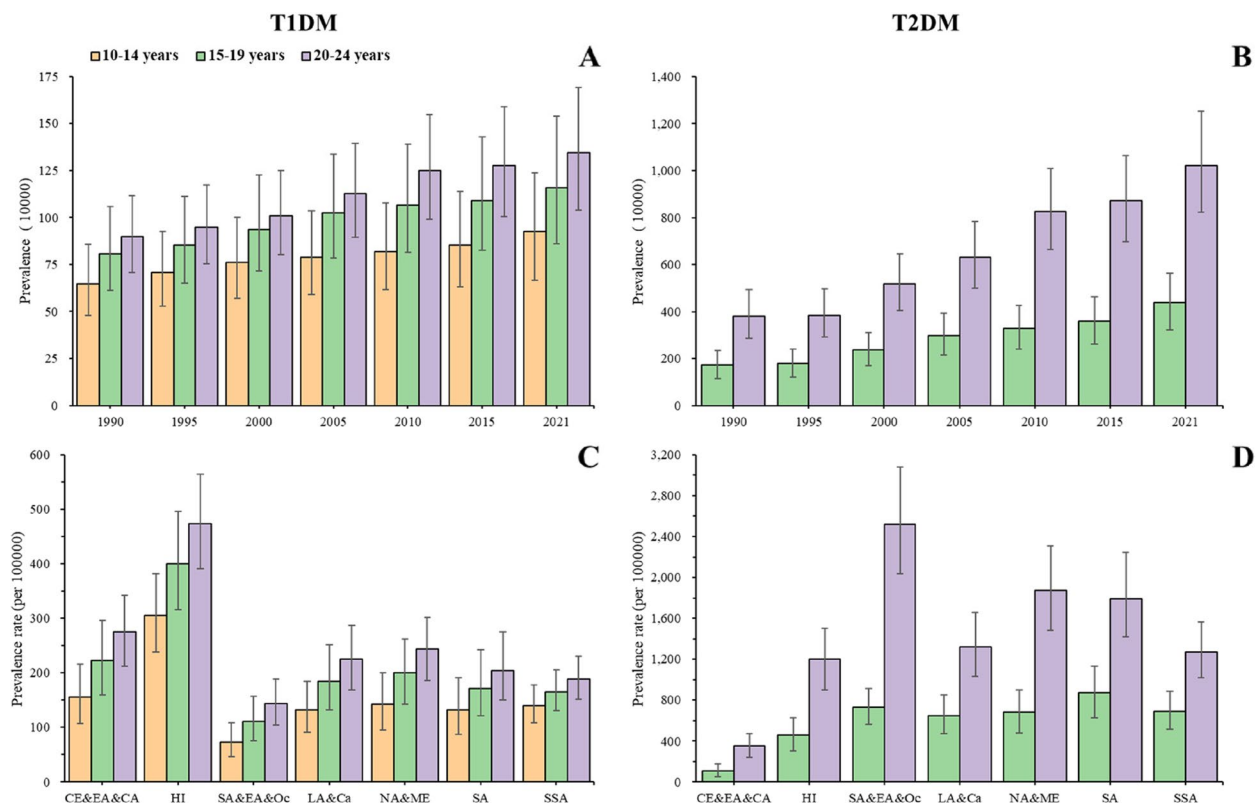 T1DM
T2DM
10-14 years 15-19 years 20-24 years
A
B
175
150
125
100
75
50
25
0
Prevalence ( 10000)
1990 1995 2000 2005 2010 2015 2021
1,400
1,200
1,000
800
600
400
200
0
Prevalence ( 10000)
1990 1995 2000 2005 2010 2015 2021
C
D
600
500
400
300
200
100
0
Prevalence rate (per 100000)
CE&EA&CA HI SA&EA&Oc LA&Ca NA&ME SA SSA
3,200
2,800
2,400
2,000
1,600
1,200
800
400
0
Prevalence rate (per 100000)
CE&EA&CA HI SA&EA&Oc LA&Ca NA&ME SA SSA